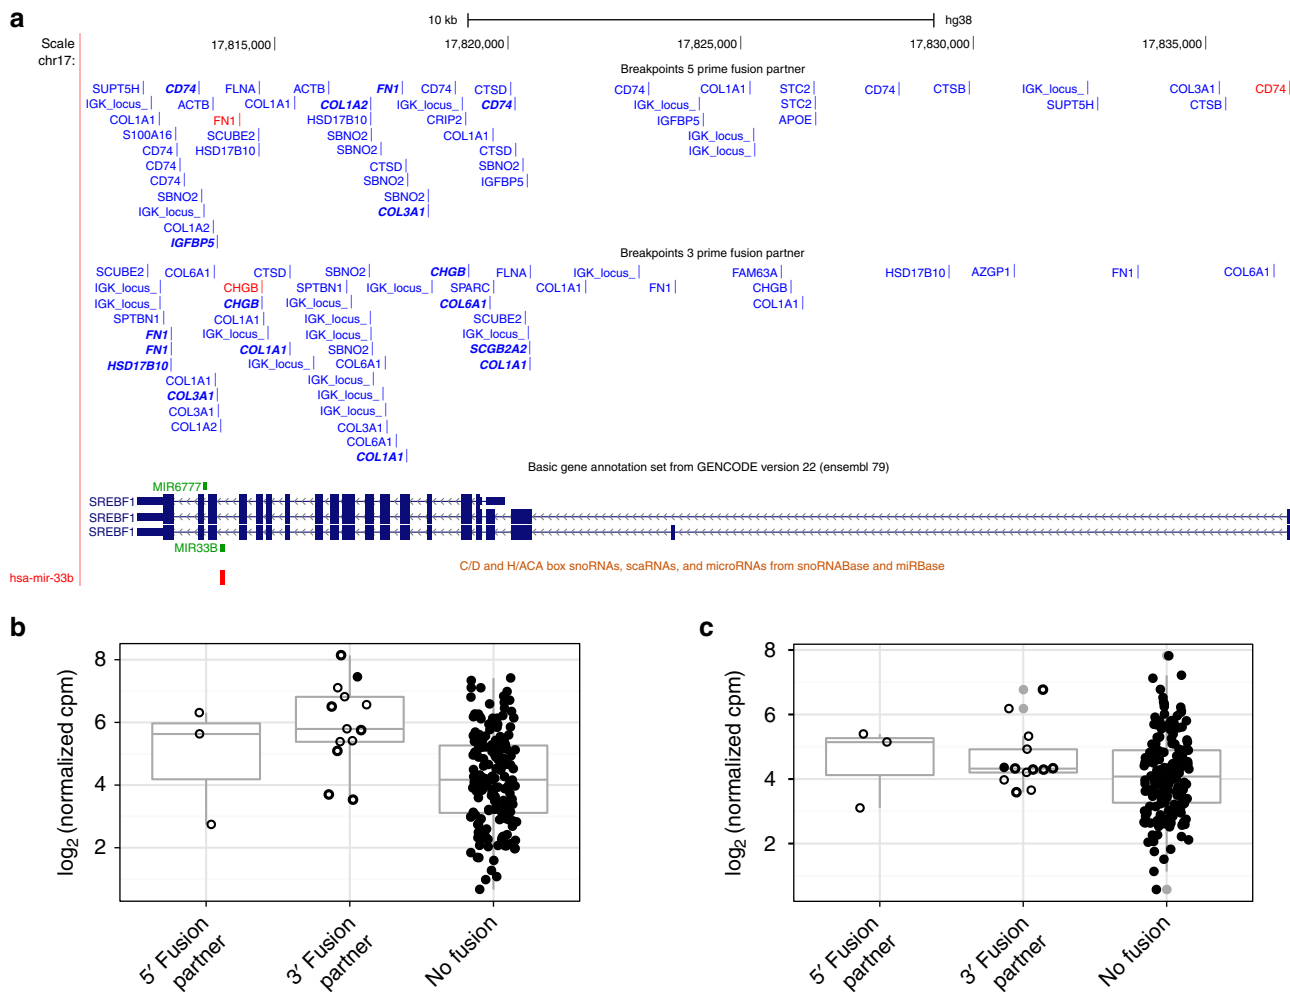 a
10 kb hg38
Scale 17,815,000 17,820,000 17,825,000 17,830,000 17,835,000
chr17:
Breakpoints 5 prime fusion partner
SUPT5H CD74 FLNA ACTB FN1 CD74 CTSD CD74 COL1A1 STC2 CD74 CTSB IGK_locus_ COL3A1 CD74
IGK_locus_ ACTB COL1A1 COL1A2 IGK_locus_ CD74 IGK_locus_ STC2 SUPT5H CTSB
COL1A1 FN1 HSD17B10 CRIP2 IGFBP5 APOE
S100A16 SCUBE2 SBNO2 COL1A1 IGK_locus_
CD74 HSD17B10 SBNO2 CTSD IGK_locus_
CD74 CTSD SBNO2
CD74 SBNO2 IGFBP5
SBNO2 SBNO2
IGK_locus_ COL3A1
COL1A2
IGFBP5
Breakpoints 3 prime fusion partner
SCUBE2 COL6A1 CTSD SBNO2 CHGB FLNA IGK_locus_ FAM63A HSD17B10 AZGP1 FN1 COL6A1
IGK_locus_ CHGB SPTBN1 IGK_locus_ SPARC COL1A1 FN1 CHGB
IGK_locus_ CHGB IGK_locus_ COL6A1 COL1A1
SPTBN1 COL1A1 IGK_locus_ SCUBE2
FN1 IGK_locus_ IGK_locus_ IGK_locus_
FN1 COL1A1 SBNO2 SCGB2A2
HSD17B10 IGK_locus_ COL6A1 COL1A1
COL1A1 IGK_locus_
COL3A1 IGK_locus_
COL3A1 IGK_locus_
COL1A2 COL3A1
COL6A1
COL1A1
Basic gene annotation set from GENCODE version 22 (ensembl 79)
MIR6777
SREBF1
SREBF1
SREBF1
MIR33B
C/D and H/ACA box snoRNAs, scaRNAs, and microRNAs from snoRNABase and miRBase
hsa-mir-33b
b
log2 (normalized cpm)
8
6
4
2
5′ Fusion partner
3′ Fusion partner
No fusion
c
log2 (normalized cpm)
8
6
4
2
5′ Fusion partner
3′ Fusion partner
No fusion